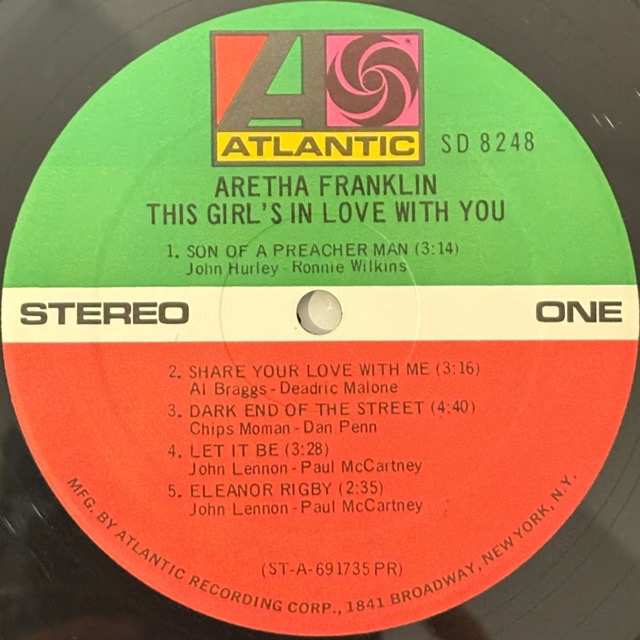 ATLANTIC
SD 8248
ARETHA FRANKLIN
THIS GIRL'S IN LOVE WITH YOU
1. SON OF A PREACHER MAN (3:14)
John Hurley - Ronnie Wilkins
STEREO
ONE
2. SHARE YOUR LOVE WITH ME (3:16)
Al Braggs - Deadric Malone
3. DARK END OF THE STREET (4:40)
Chips Moman - Dan Penn
4. LET IT BE (3:28)
John Lennon - Paul McCartney
5. ELEANOR RIGBY (2:35)
John Lennon - Paul McCartney
(ST-A-691735 PR)
MFG. BY ATLANTIC RECORDING CORP., 1841 BROADWAY, NEW YORK, N.Y.